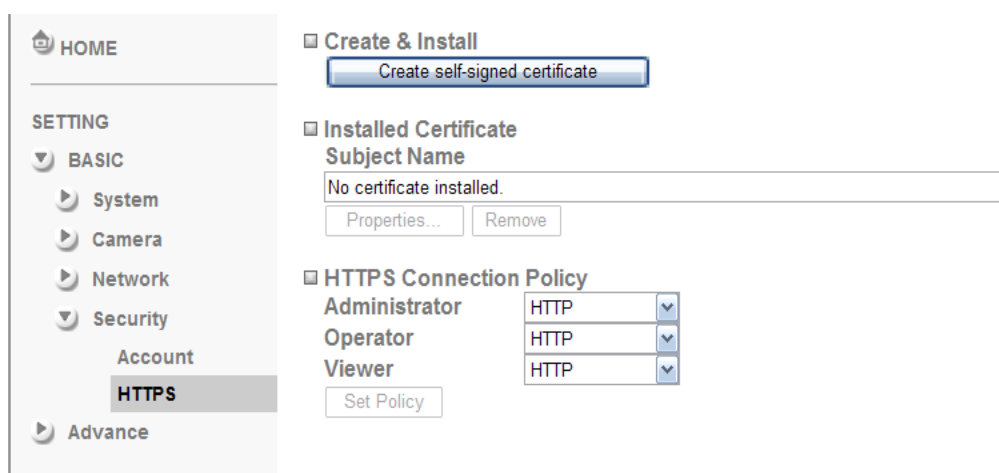 HOME
SETTING
BASIC
System
Camera
Network
Security
Account
HTTPS
Advance
Create & Install
Create self-signed certificate
Installed Certificate
Subject Name
No certificate installed.
Properties... Remove
HTTPS Connection Policy
Administrator HTTP
Operator HTTP
Viewer HTTP
Set Policy